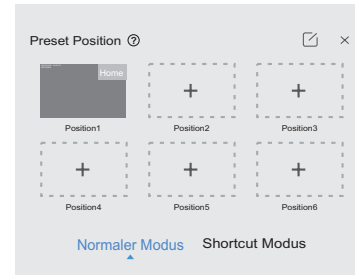 Preset Position ?
Home
Position1
Position2
Position3
Position4
Position5
Position6
Normaler Modus Shortcut Modus